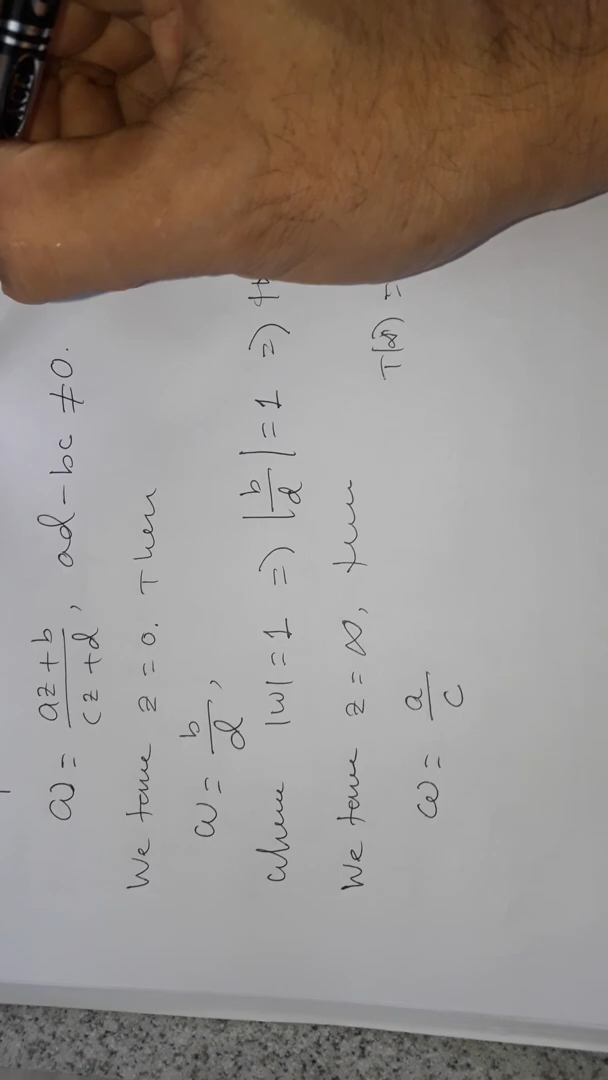 ω = az+b / cz+d , ad - bc ≠ 0.
We take z = 0. Then
ω = b/d ,
where |w| = 1 => |b/d| = 1 =>
We take z = ∞, then
T(∞) =
ω = a/c